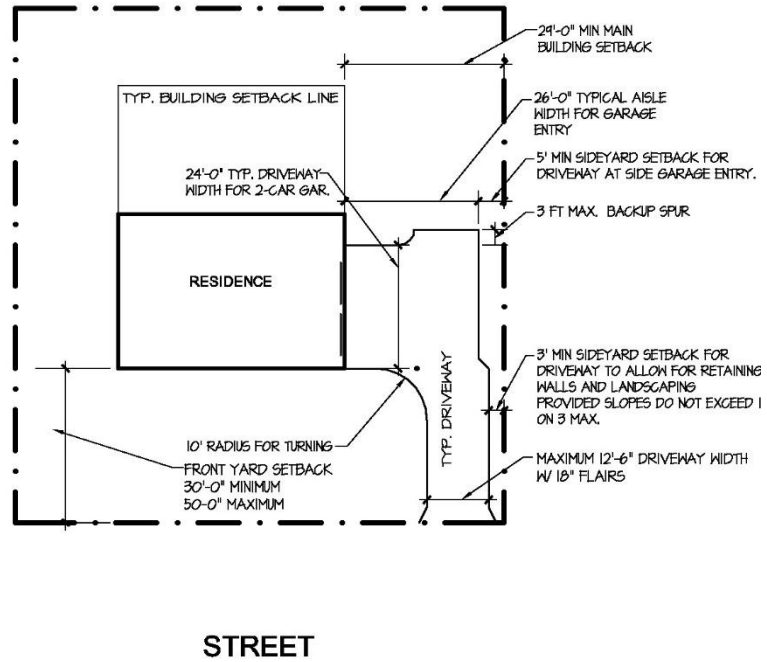 29'-0" MIN MAIN
BUILDING SETBACK
TYP. BUILDING SETBACK LINE
26'-0" TYPICAL AISLE
WIDTH FOR GARAGE
ENTRY
24'-0" TYP. DRIVEWAY
WIDTH FOR 2-CAR GAR.
5' MIN SIDEYARD SETBACK FOR
DRIVEWAY AT SIDE GARAGE ENTRY.
3 FT MAX. BACKUP SPUR
RESIDENCE
TYP. DRIVEWAY
3' MIN SIDEYARD SETBACK FOR
DRIVEWAY TO ALLOW FOR RETAINING
WALLS AND LANDSCAPING
PROVIDED SLOPES DO NOT EXCEED 1
ON 3 MAX.
10' RADIUS FOR TURNING
FRONT YARD SETBACK
30'-0" MINIMUM
50-0" MAXIMUM
MAXIMUM 12'-6" DRIVEWAY WIDTH
W/ 18" FLAIRS
STREET